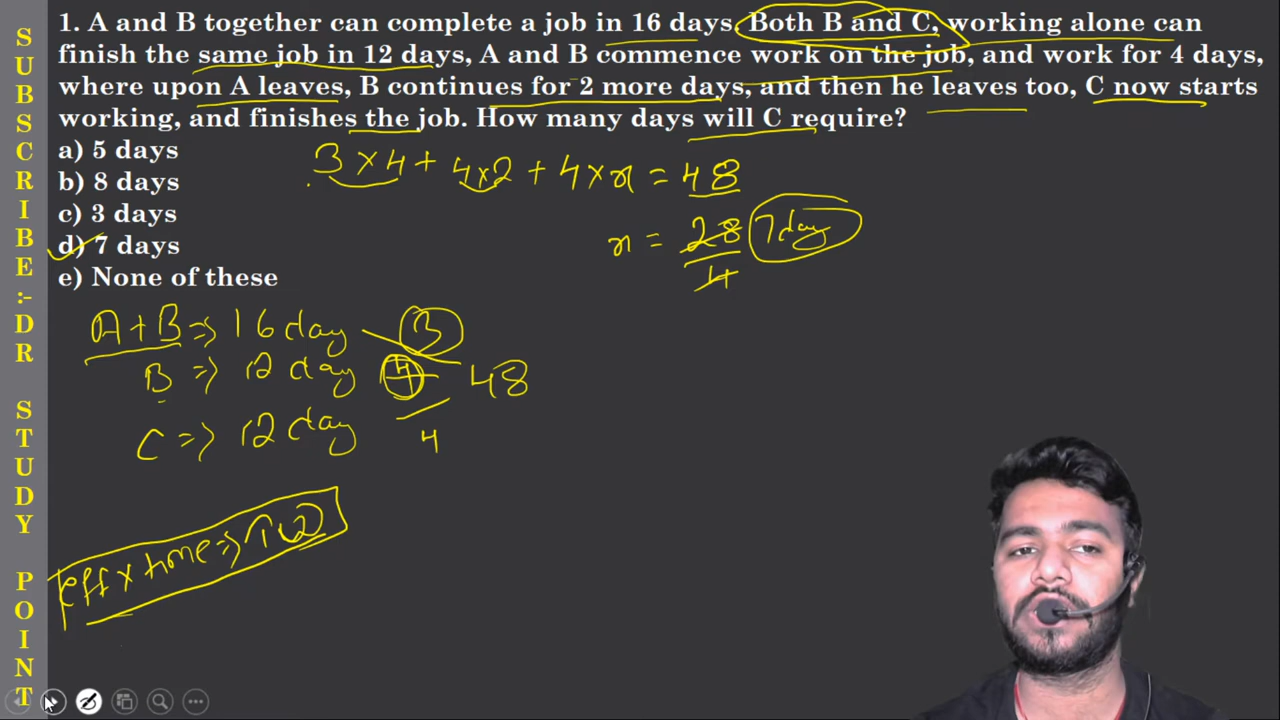 SUBSCRIBE:-DR STUDY POINT
1. A and B together can complete a job in 16 days. Both B and C, working alone can
finish the same job in 12 days, A and B commence work on the job, and work for 4 days,
where upon A leaves, B continues for 2 more days, and then he leaves too, C now starts
working, and finishes the job. How many days will C require?
a) 5 days
b) 8 days
c) 3 days
d) 7 days
e) None of these
3 × 4 + 4×2 + 4 × x = 48
x = 28/4 7 day
A + B => 16 day 3
B => 12 day 4 48
C => 12 day 4
eff × time => TW